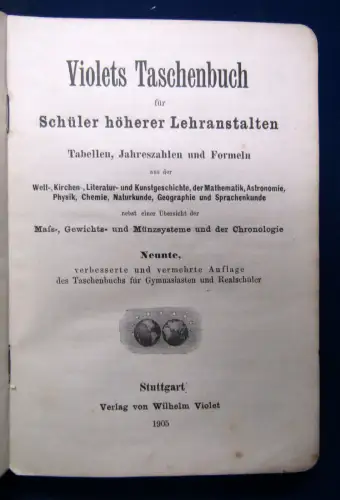 Violets Taschenbuch
für
Schüler höherer Lehranstalten
Tabellen, Jahreszahlen und Formeln
aus der
Welt-, Kirchen-, Literatur- und Kunstgeschichte, der Mathematik, Astronomie,
Physik, Chemie, Naturkunde, Geographie und Sprachenkunde
nebst einer Übersicht der
Mafs-, Gewichts- und Münzsysteme und der Chronologie
Neunte,
verbesserte und vermehrte Auflage
des Taschenbuchs für Gymnasiasten und Realschüler
Stuttgart
Verlag von Wilhelm Violet
1905